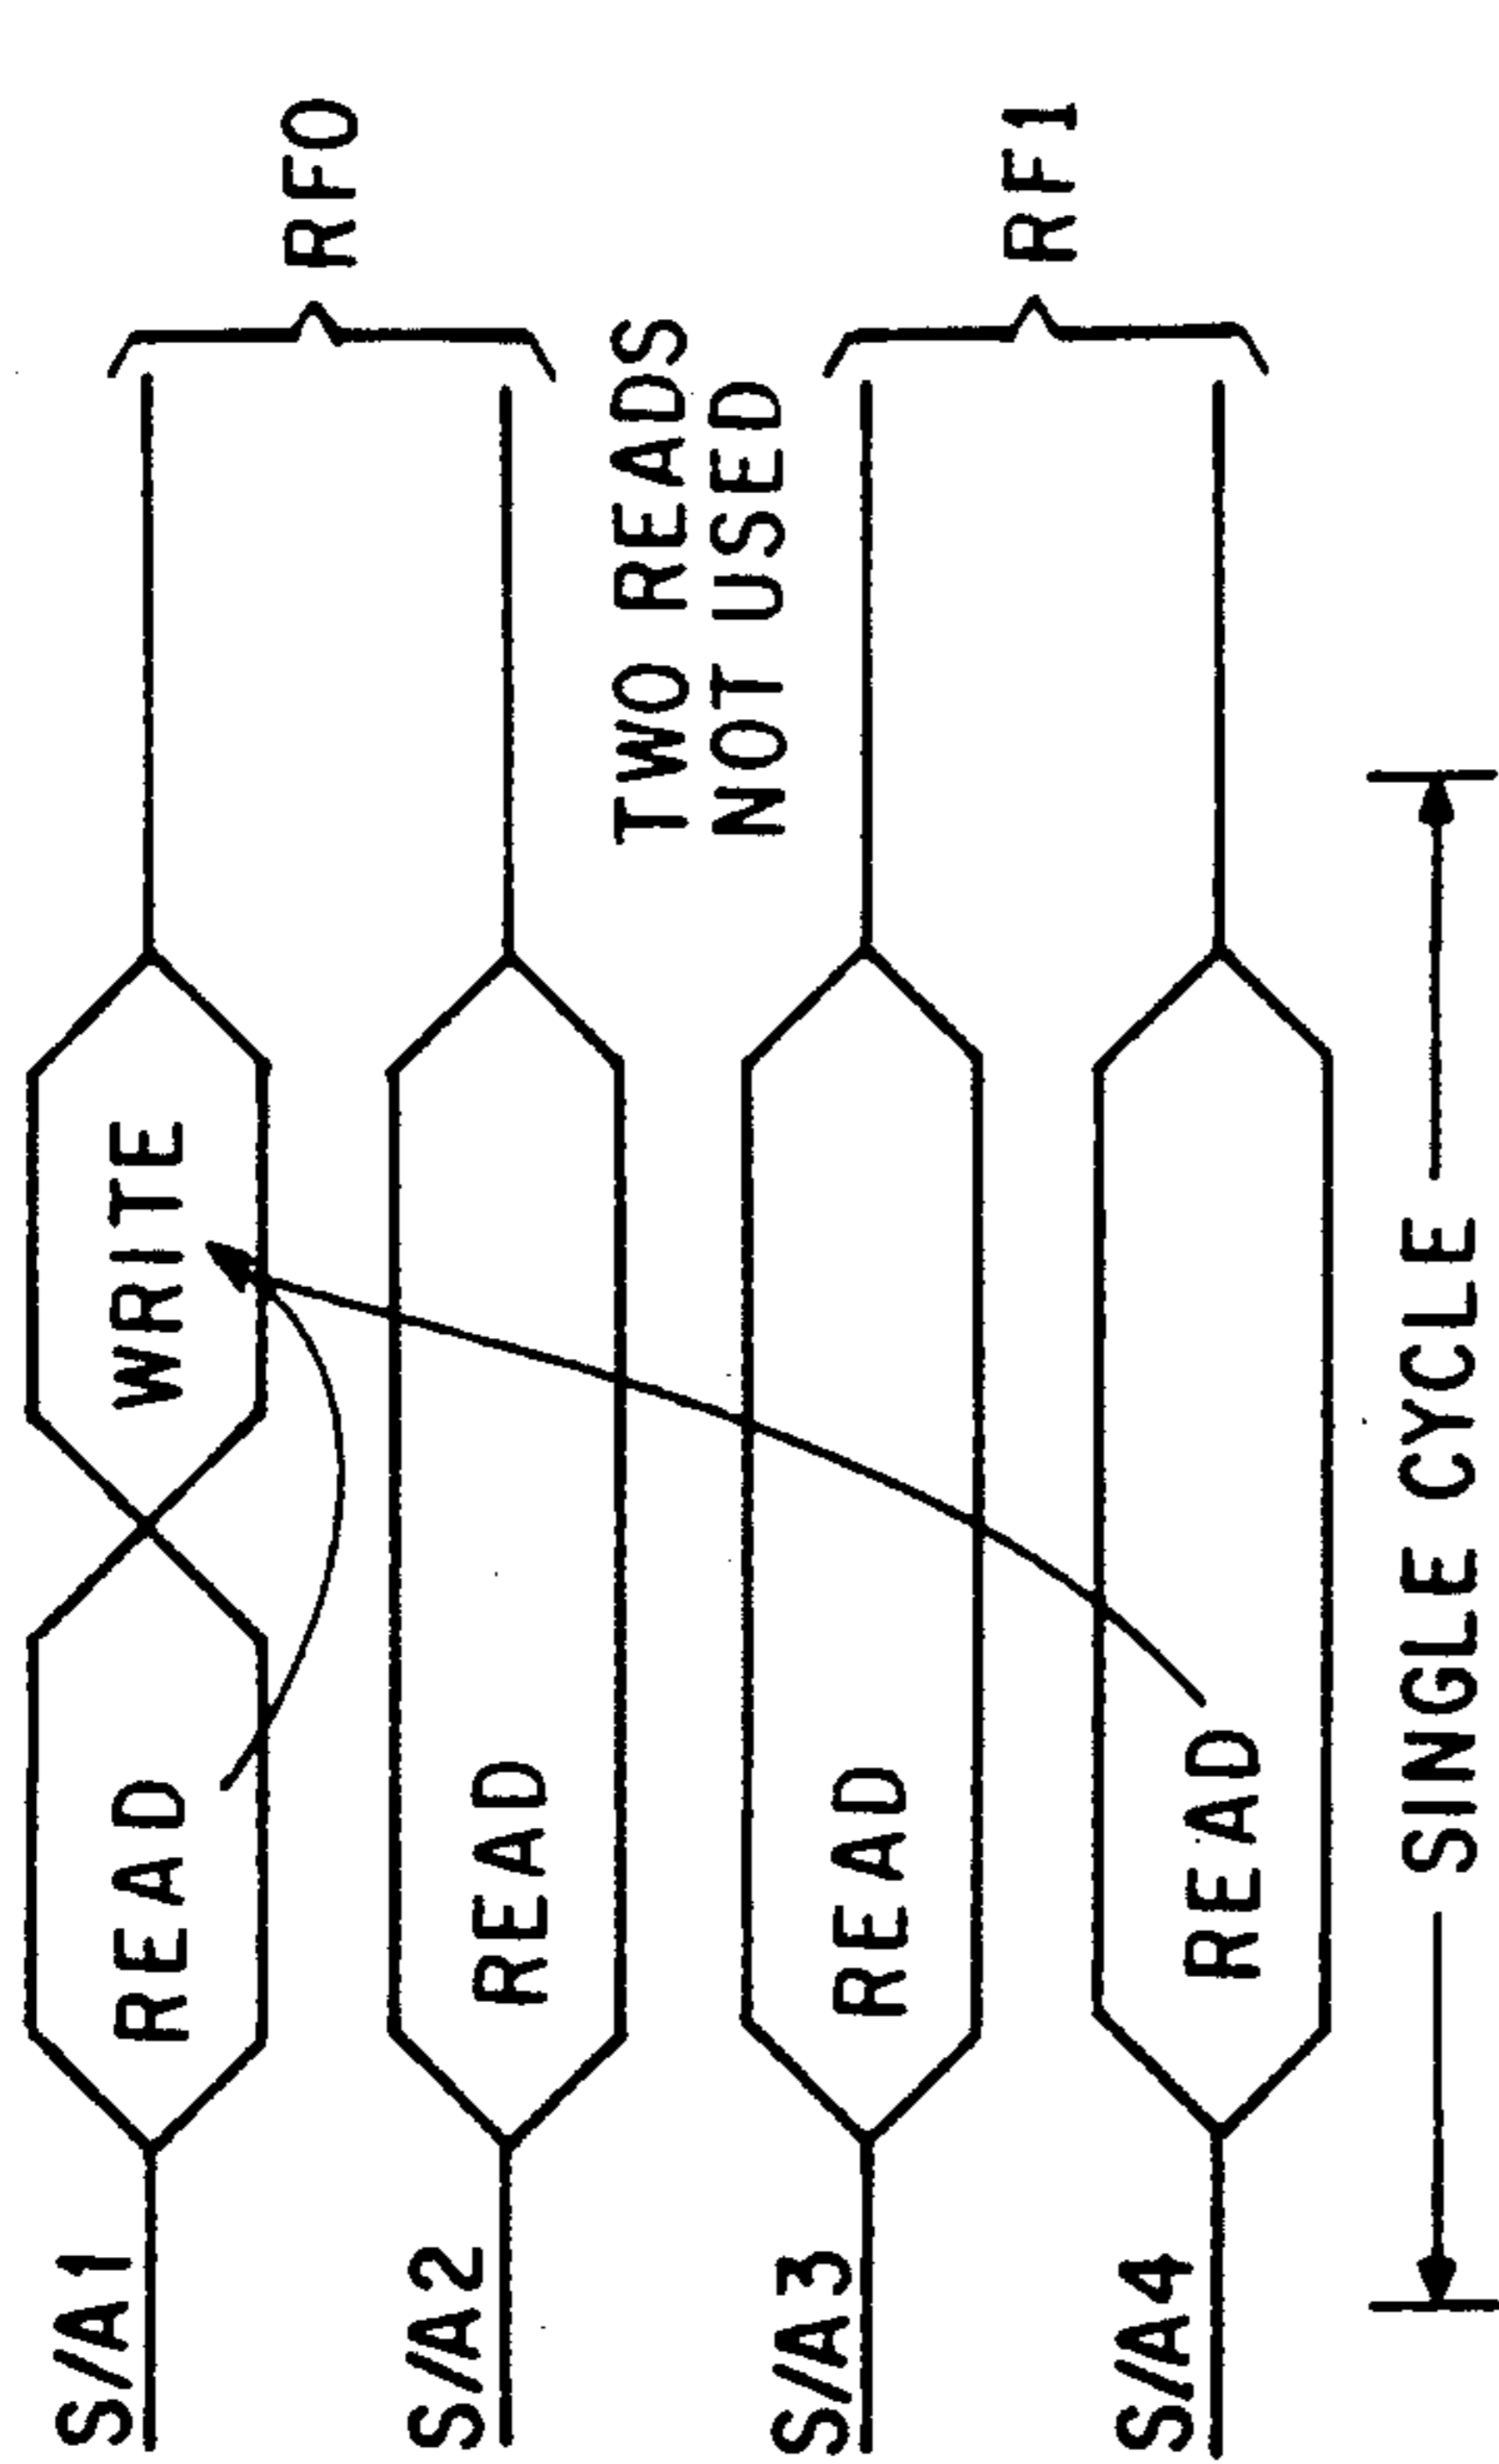 S/A1 READ WRITE
RF0
S/A2 READ
TWO READS
NOT USED
S/A3 READ
RF1
S/A4 READ
SINGLE CYCLE